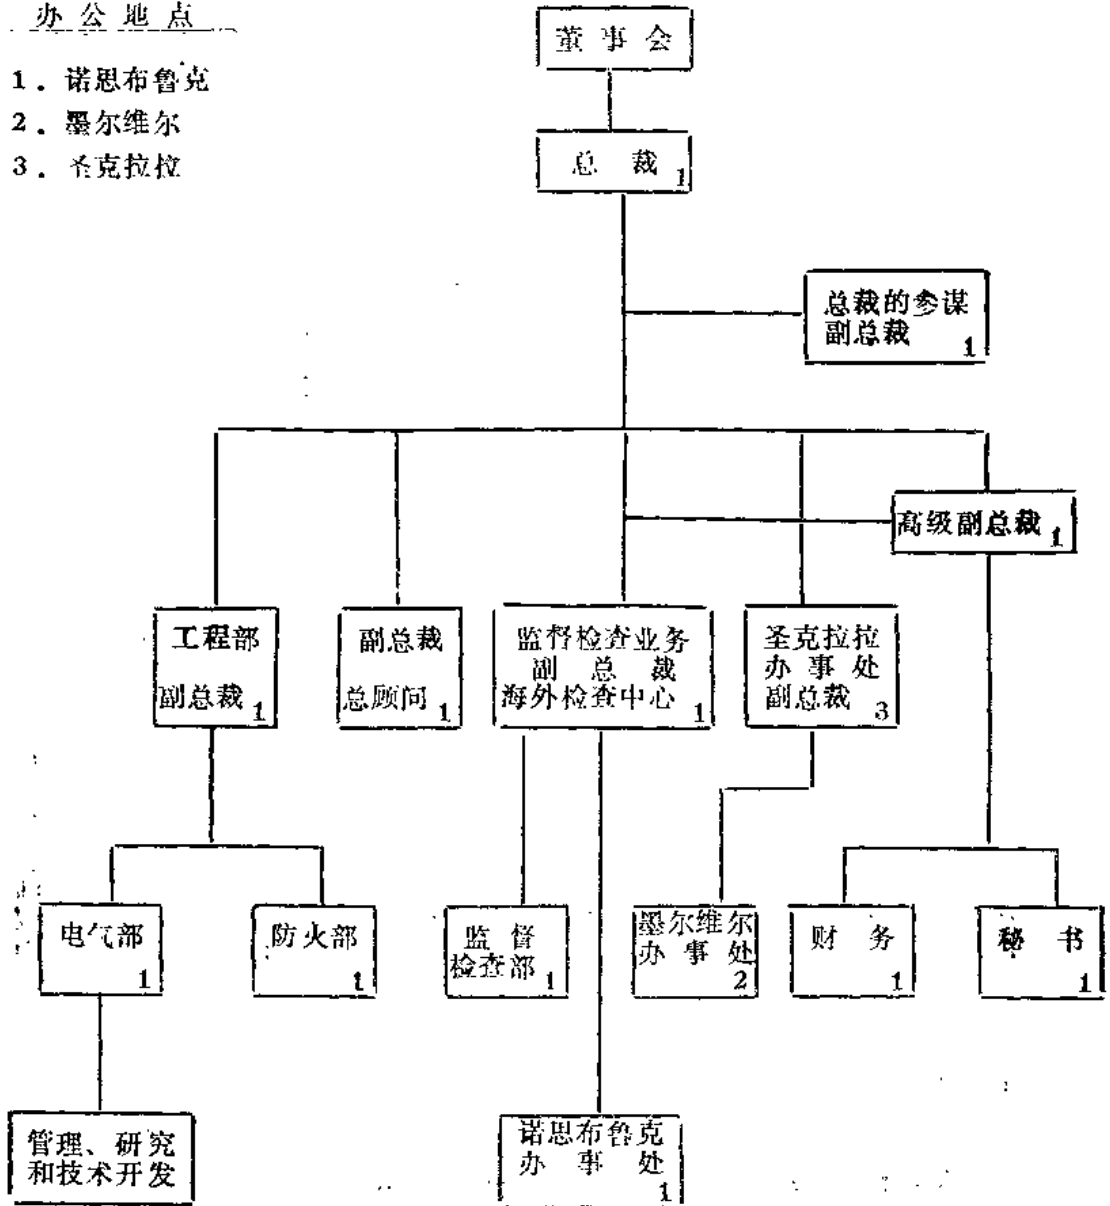 办公地点
1．诺思布鲁克
2．墨尔维尔
3．圣克拉拉
董事会
总裁
1
总裁的参谋
副总裁
1
高级副总裁
1
工程部
副总裁
1
副总裁
总顾问
1
监督检查业务
副总裁
海外检查中心
1
圣克拉拉
办事处
副总裁
3
电气部
1
防火部
1
监督
检查部
1
墨尔维尔
办事处
2
财务
1
秘书
1
管理、研究
和技术开发
诺思布鲁克
办事处
1